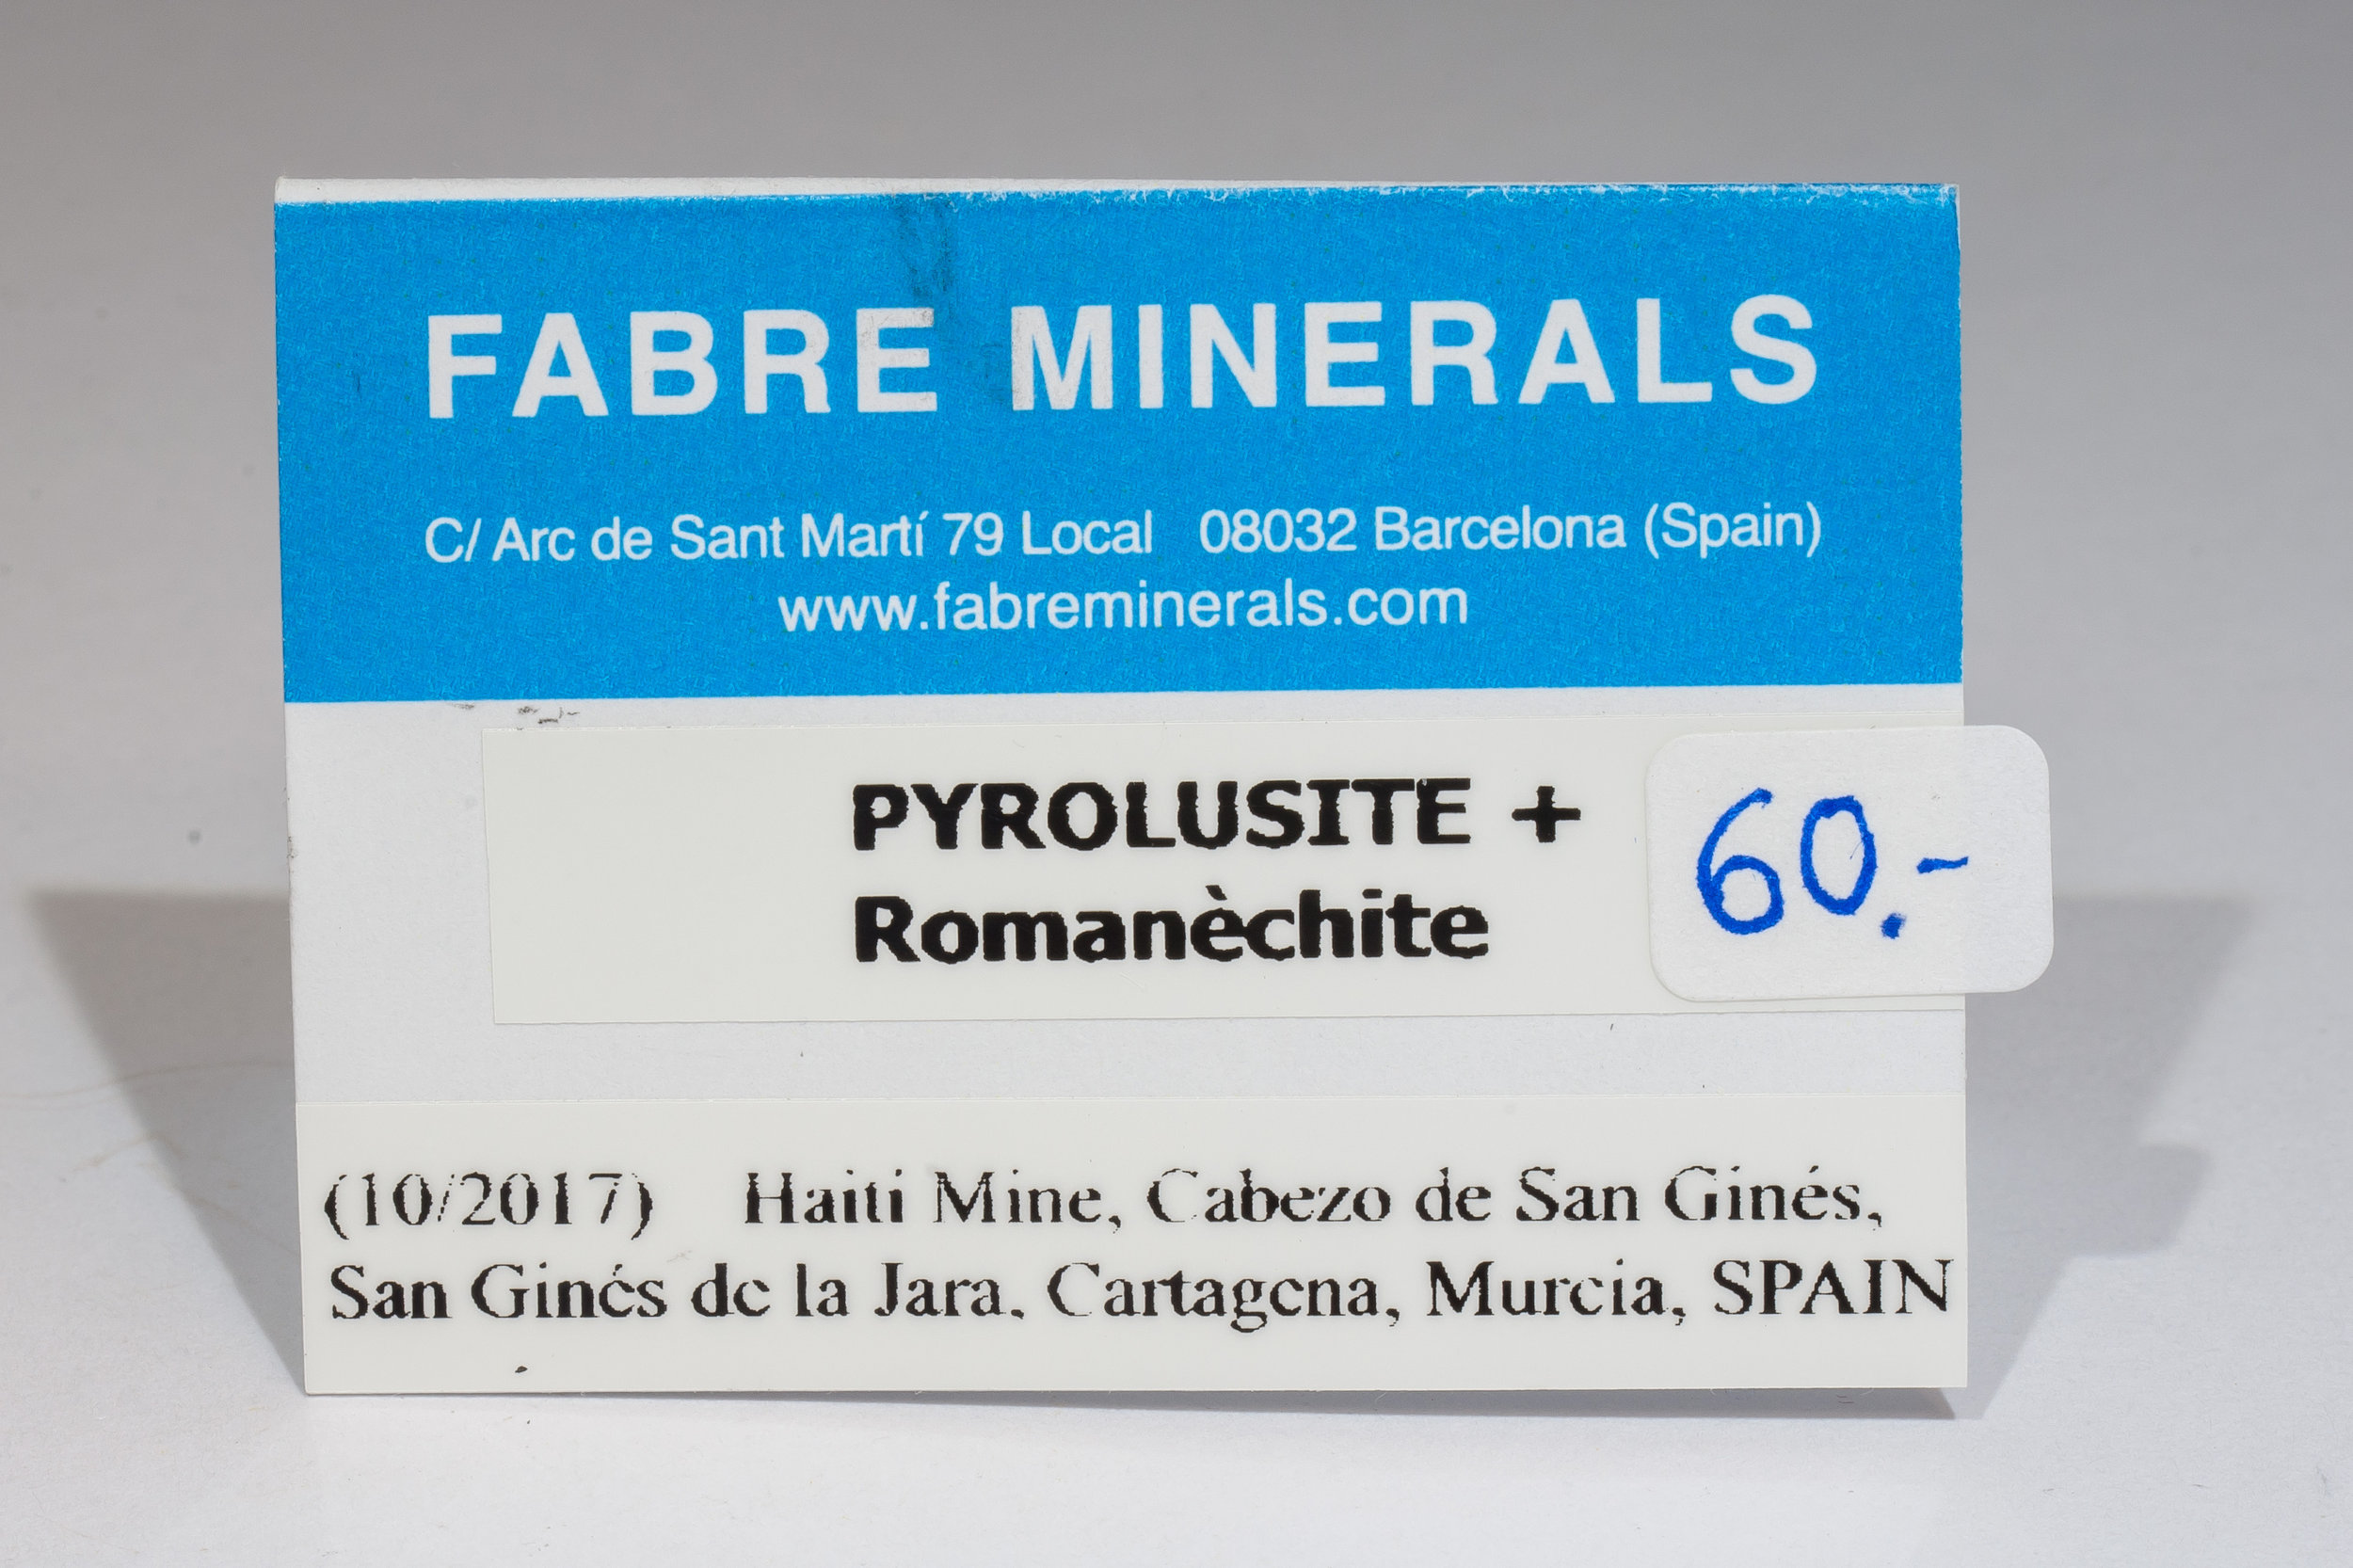 FABRE MINERALS
C/ Arc de Sant Martí 79 Local 08032 Barcelona (Spain)
www.fabreminerals.com
PYROLUSITE +
Romanèchite
60.-
(10/2017) Haiti Mine, Cabezo de San Ginés,
San Ginés de la Jara, Cartagena, Murcia, SPAIN